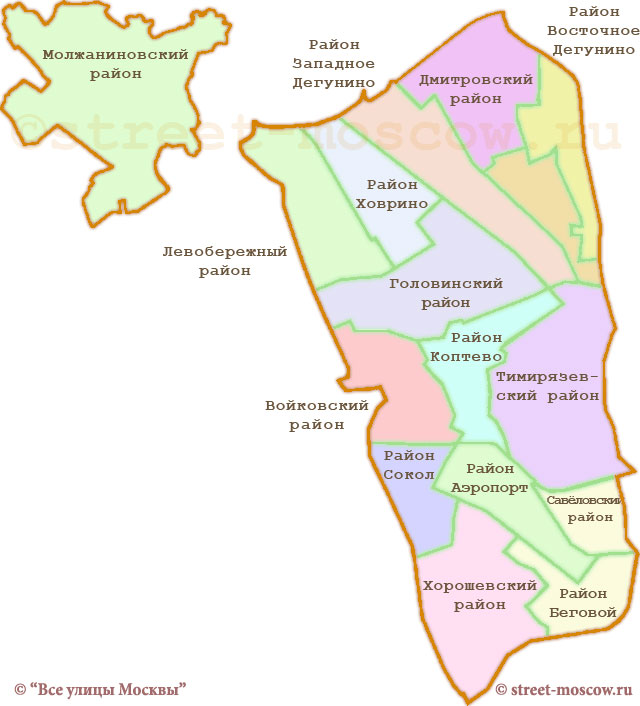 Молжаниновский
район
Район
Западное
Дегунино
Район
Восточное
Дегунино
Дмитровский
район
©street-moscow.ru
Район
Ховрино
Левобережный
район
Головинский
район
Район
Коптево
Тимирязев-
ский район
Войковский
район
Район
Сокол
Район
Аэропорт
Савёловский
район
Хорошевский
район
Район
Беговой
© “Все улицы Москвы”
© street-moscow.ru